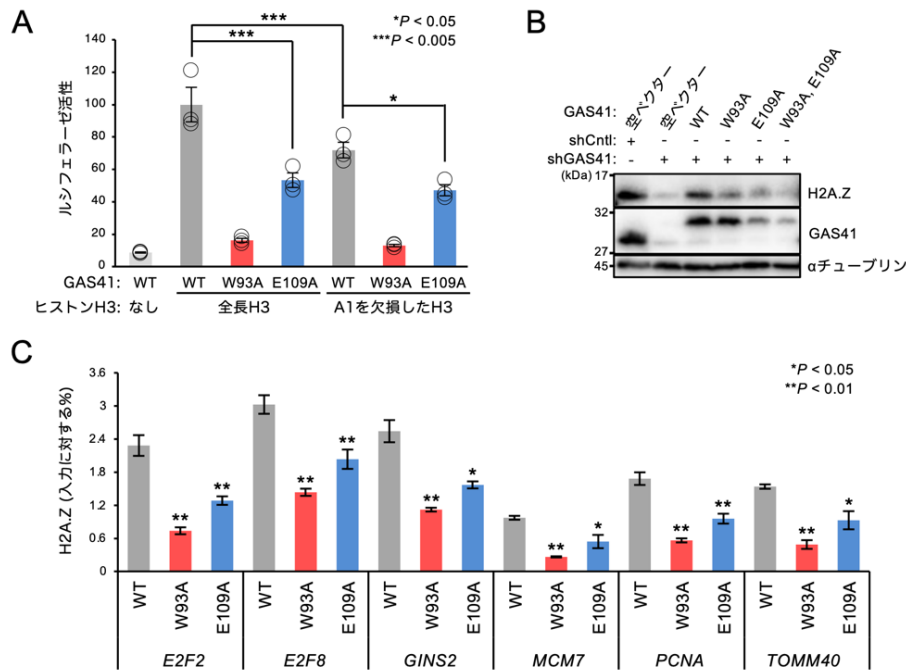 A
*P < 0.05
***P < 0.005
***
***
*
ルシフェラーゼ活性
140
120
100
80
60
40
20
0
GAS41: WT WT W93A E109A WT W93A E109A
ヒストンH3: なし 全長H3 A1を欠損したH3
B
GAS41: 空ベクター 空ベクター WT W93A E109A W93A, E109A
shCntl: + - - - - -
shGAS41: - + + + + +
(kDa) 17
H2A.Z
32
GAS41
27
45
αチューブリン
C
*P < 0.05
**P < 0.01
H2A.Z (入力に対する%)
3.6
3
2.4
1.8
1.2
0.6
0
** ** ** ** ** * ** * ** ** ** *
WT W93A E109A WT W93A E109A WT W93A E109A WT W93A E109A WT W93A E109A WT W93A E109A
E2F2 E2F8 GINS2 MCM7 PCNA TOMM40